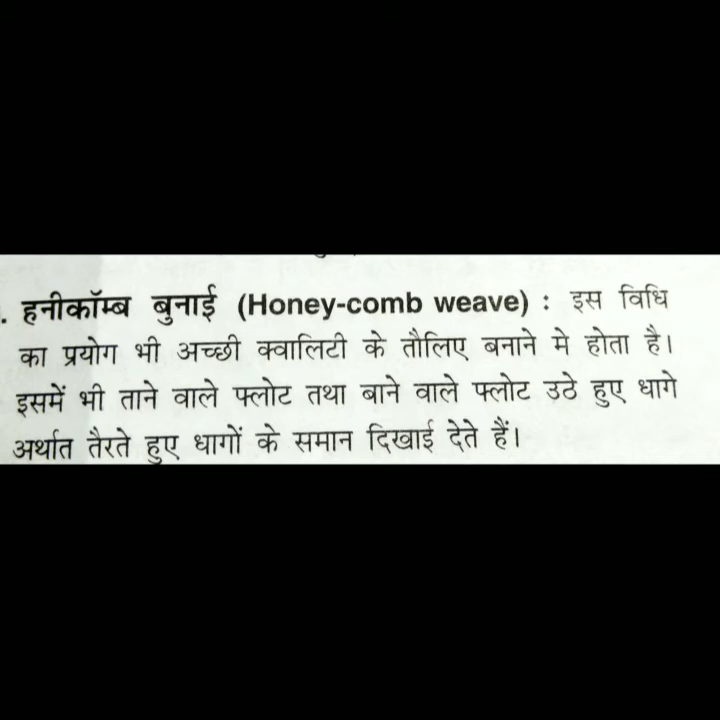 . हनीकॉम्ब बुनाई (Honey-comb weave) : इस विधि
का प्रयोग भी अच्छी क्वालिटी के तौलिए बनाने मे होता है।
इसमें भी ताने वाले फ्लोट तथा बाने वाले फ्लोट उठे हुए धागे
अर्थात तैरते हुए धागों के समान दिखाई देते हैं।